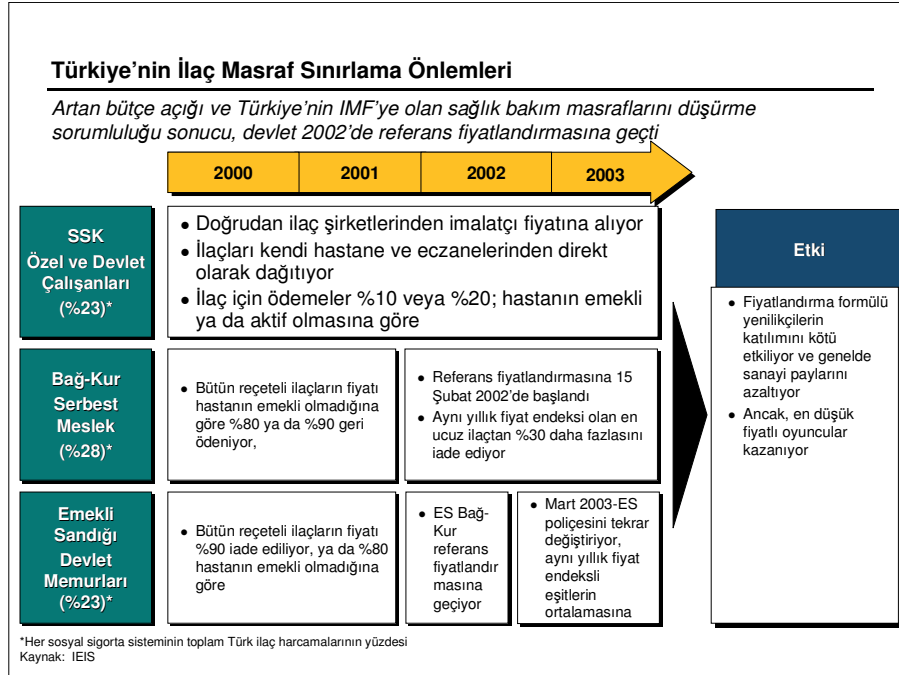 Türkiye'nin İlaç Masraf Sınırlama Önlemleri
Artan bütçe açığı ve Türkiye'nin IMF'ye olan sağlık bakım masraflarını düşürme
sorumluluğu sonucu, devlet 2002'de referans fiyatlandırmasına geçti
2000
2001
2002
2003
SSK
Özel ve Devlet
Çalışanları
(%23)*
• Doğrudan ilaç şirketlerinden imalatçı fiyatına alıyor
• İlaçları kendi hastane ve eczanelerinden direkt
olarak dağıtıyor
• İlaç için ödemeler %10 veya %20; hastanın emekli
ya da aktif olmasına göre
Bağ-Kur
Serbest
Meslek
(%28)*
• Bütün reçeteli ilaçların fiyatı
hastanın emekli olmadığına
göre %80 ya da %90 geri
ödeniyor,
• Referans fiyatlandırmasına 15
Şubat 2002'de başlandı
• Aynı yıllık fiyat endeksi olan en
ucuz ilaçtan %30 daha fazlasını
iade ediyor
Emekli
Sandığı
Devlet
Memurları
(%23)*
• Bütün reçeteli ilaçların fiyatı
%90 iade ediliyor, ya da %80
hastanın emekli olmadığına
göre
• ES Bağ-
Kur
referans
fiyatlandır
masına
geçiyor
• Mart 2003-ES
poliçesini tekrar
değiştiriyor,
aynı yıllık fiyat
endeksli
eşitlerin
ortalamasına
Etki
• Fiyatlandırma formülü
yenilikçilerin
katılımını kötü
etkiliyor ve genelde
sanayi paylarını
azaltıyor
• Ancak, en düşük
fiyatlı oyuncular
kazanıyor
*Her sosyal sigorta sisteminin toplam Türk ilaç harcamalarının yüzdesi
Kaynak: IEIS